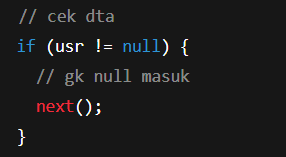 // cek dta
if (usr != null) {
// gk null masuk
next();
}